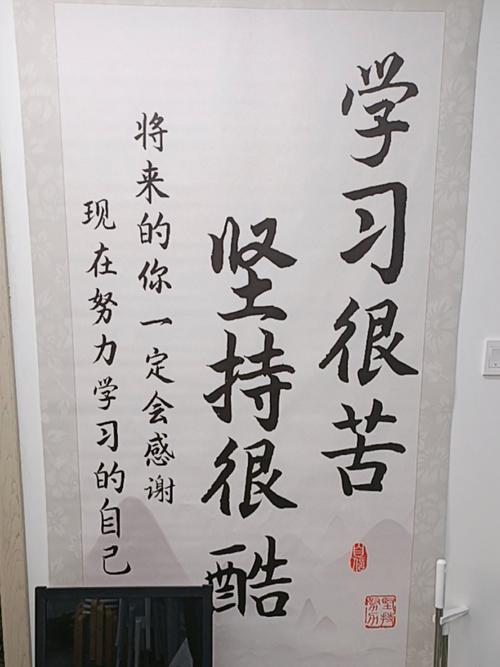 学习很苦
坚持很酷
将来的你一定会感谢
现在努力学习的自己